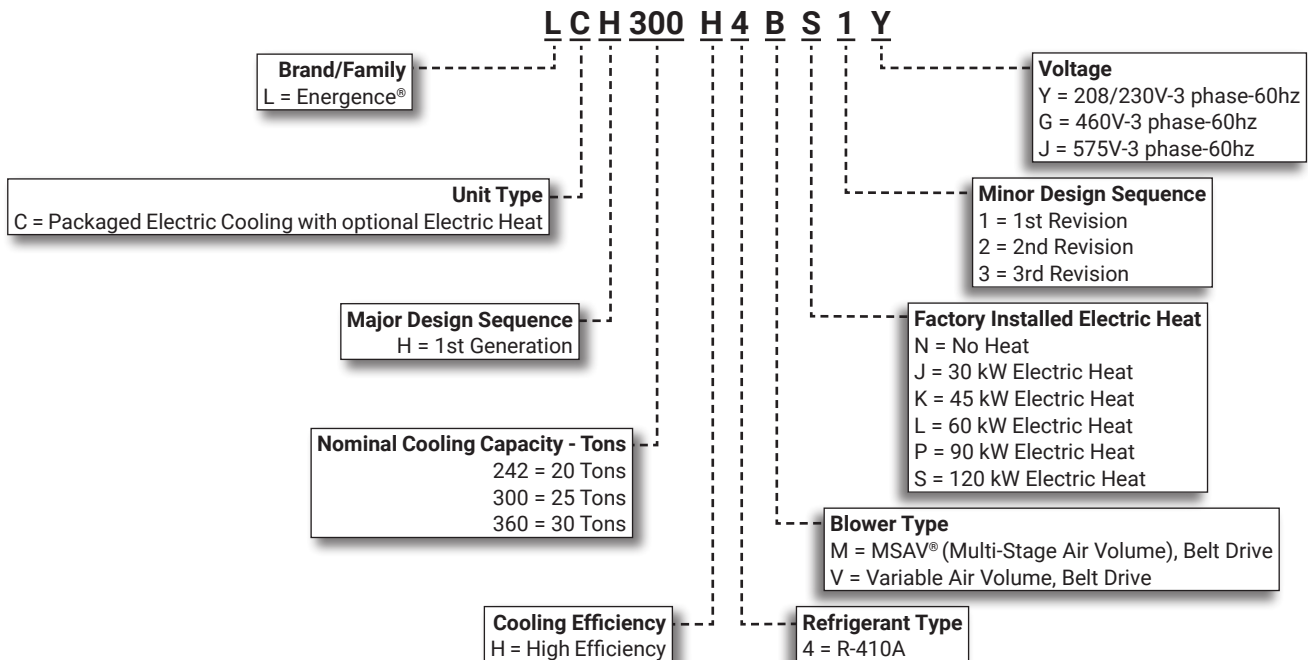 LCH300H4BS1Y
Brand/Family
L = Energence®
Unit Type
C = Packaged Electric Cooling with optional Electric Heat
Major Design Sequence
H = 1st Generation
Nominal Cooling Capacity - Tons
242 = 20 Tons
300 = 25 Tons
360 = 30 Tons
Cooling Efficiency
H = High Efficiency
Voltage
Y = 208/230V-3 phase-60hz
G = 460V-3 phase-60hz
J = 575V-3 phase-60hz
Minor Design Sequence
1 = 1st Revision
2 = 2nd Revision
3 = 3rd Revision
Factory Installed Electric Heat
N = No Heat
J = 30 kW Electric Heat
K = 45 kW Electric Heat
L = 60 kW Electric Heat
P = 90 kW Electric Heat
S = 120 kW Electric Heat
Blower Type
M = MSAV® (Multi-Stage Air Volume), Belt Drive
V = Variable Air Volume, Belt Drive
Refrigerant Type
4 = R-410A